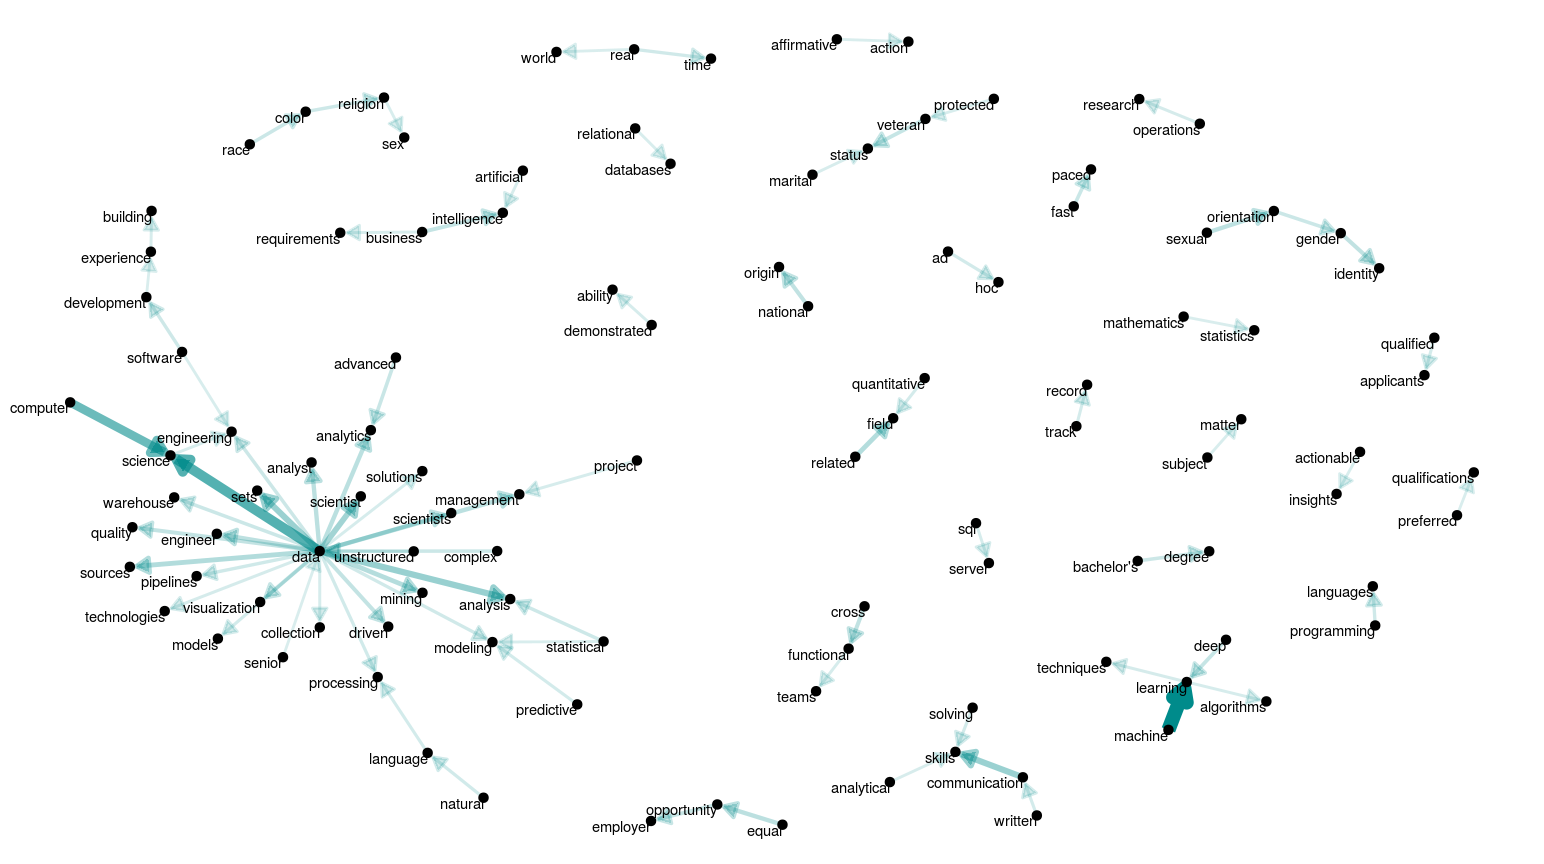 affirmative
action
world
real
time
religion
color
race
sex
relational
databases
protected
veteran
status
marital
research
operations
artificial
intelligence
business
requirements
paced
fast
building
experience
development
software
orientation
sexual
gender
identity
origin
national
ad
hoc
ability
demonstrated
mathematics
statistics
qualified
applicants
advanced
analytics
quantitative
field
related
record
track
computer
engineering
science
matter
subject
analyst
solutions
project
management
actionable
insights
qualifications
preferred
warehouse
sets
scientist
scientists
quality
engineer
data
unstructured
complex
sql
server
bachelor's
degree
sources
pipelines
technologies
visualization
models
collection
senior
driven
mining
analysis
modeling
statistical
processing
predictive
language
natural
cross
functional
teams
languages
programming
deep
techniques
learning
algorithms
machine
solving
skills
analytical
communication
written
opportunity
employer
equal